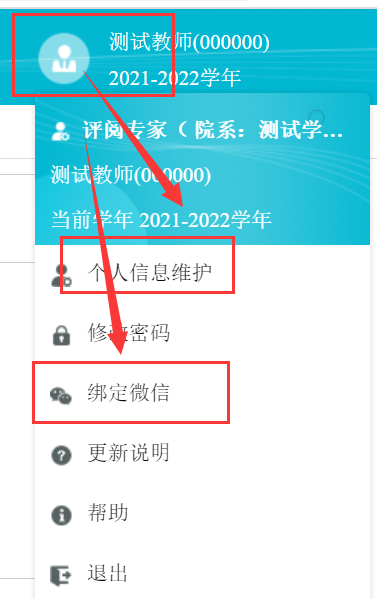 测试教师(000000)
2021-2022学年
评阅专家（ 院系：测试学...
测试教师(000000)
当前学年 2021-2022学年
个人信息维护
修改密码
绑定微信
更新说明
帮助
退出